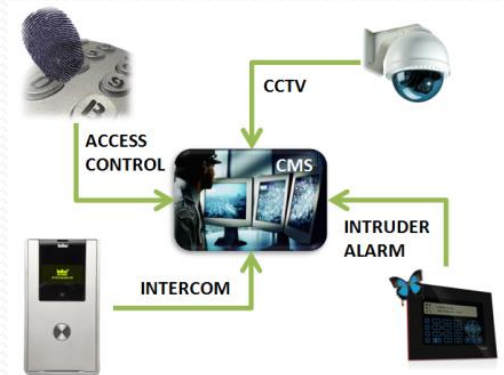 CCTV
ACCESS
CONTROL
CMS
INTRUDER
ALARM
INTERCOM